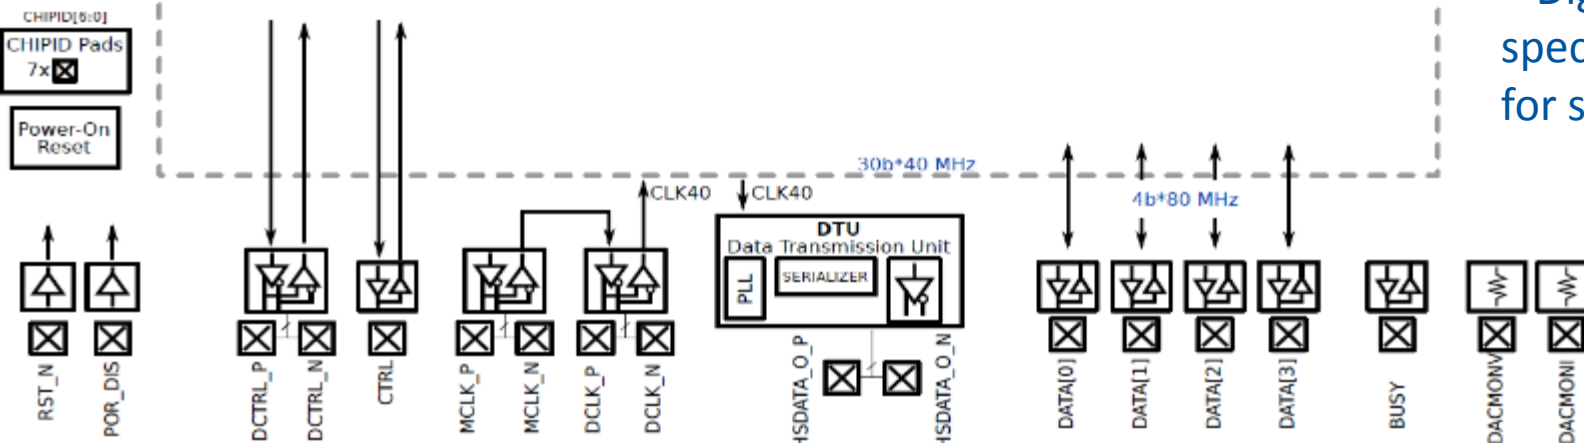 CHIPID[6:0]
CHIPID Pads
7x
Power-On
Reset
spec
for s
30b*40 MHz
CLK40
CLK40
4b*80 MHz
DTU
Data Transmission Unit
PLL
SERIALIZER
RST_N
POR_DIS
DCTRL_P
DCTRL_N
CTRL
MCLK_P
MCLK_N
DCLK_P
DCLK_N
HSDATA_O_P
HSDATA_O_N
DATA[0]
DATA[1]
DATA[2]
DATA[3]
BUSY
DACMONV
DACMONI